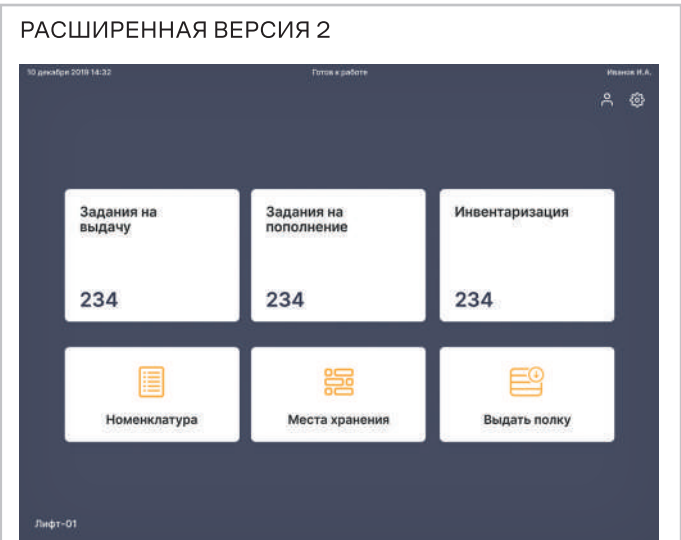 РАСШИРЕННАЯ ВЕРСИЯ 2
10 декабря 2019 14:32 Готов к работе Иванов И.А.
Задания на
выдачу
Задания на
пополнение
Инвентаризация
234 234 234
Номенклатура Места хранения Выдать полку
Лифт-01